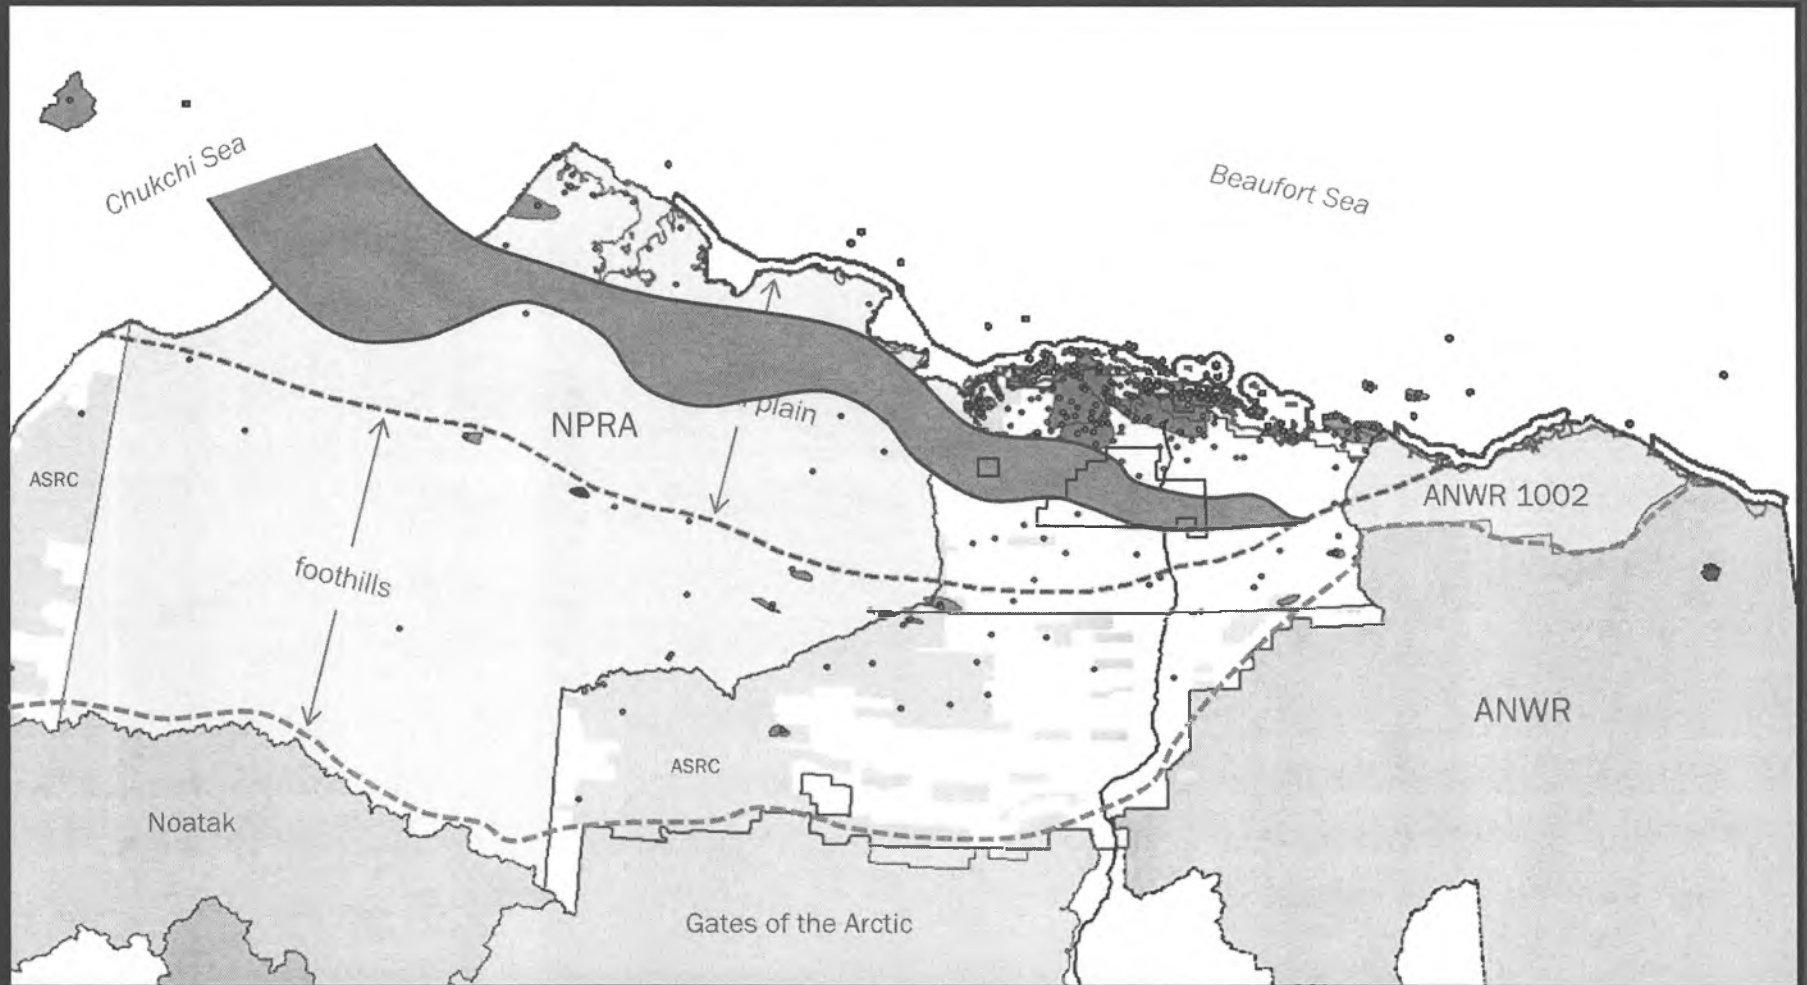 Chukchi Sea
Beaufort Sea
NPRA
plain
ASRC
ANWR 1002
foothills
ANWR
ASRC
Noatak
Gates of the Arctic